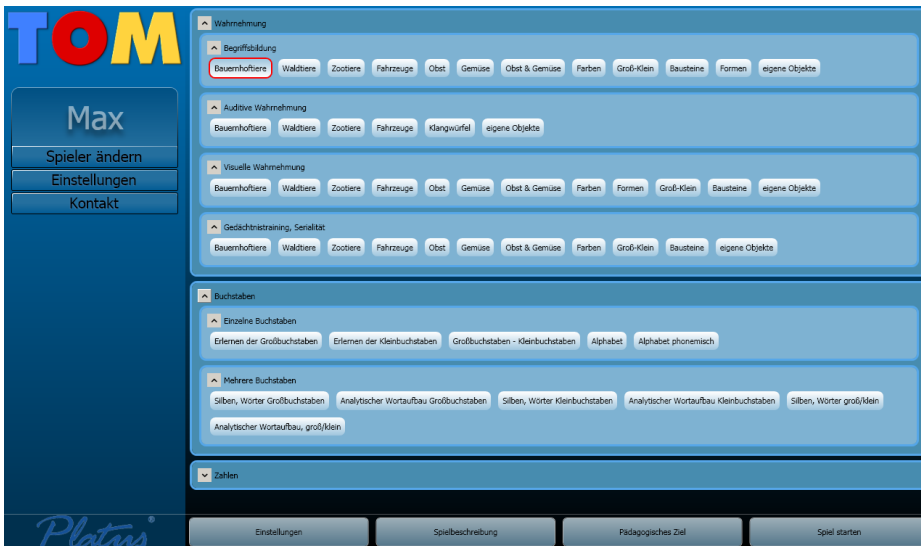 TOM
Max
Spieler ändern
Einstellungen
Kontakt
Wahrnehmung
Begriffsbildung
Bauernhoftiere Waldtiere Zootiere Fahrzeuge Obst Gemüse Obst & Gemüse Farben Groß-Klein Bausteine Formen eigene Objekte
Auditive Wahrnehmung
Bauernhoftiere Waldtiere Zootiere Fahrzeuge Klangwürfel eigene Objekte
Visuelle Wahrnehmung
Bauernhoftiere Waldtiere Zootiere Fahrzeuge Obst Gemüse Obst & Gemüse Farben Formen Groß-Klein Bausteine eigene Objekte
Gedächtnistraining, Serialität
Bauernhoftiere Waldtiere Zootiere Fahrzeuge Obst Gemüse Obst & Gemüse Farben Groß-Klein Bausteine eigene Objekte
Buchstaben
Einzelne Buchstaben
Erlernen der Großbuchstaben Erlernen der Kleinbuchstaben Großbuchstaben - Kleinbuchstaben Alphabet Alphabet phonemisch
Mehrere Buchstaben
Silben, Wörter Großbuchstaben Analytischer Wortaufbau Großbuchstaben Silben, Wörter Kleinbuchstaben Analytischer Wortaufbau Kleinbuchstaben Silben, Wörter groß/klein
Analytischer Wortaufbau, groß/klein
Zahlen
Platus®
Einstellungen Spielbeschreibung Pädagogisches Ziel Spiel starten